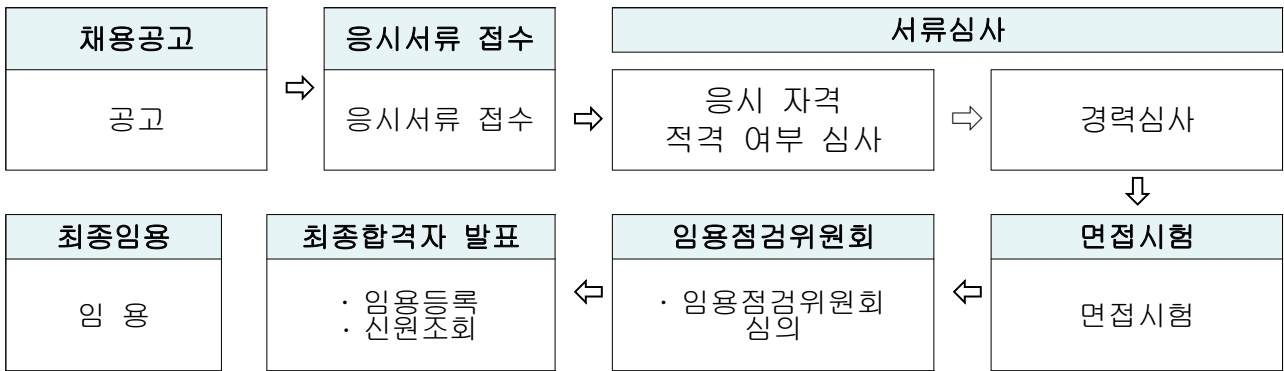 채용공고
공고
⇨
응시서류 접수
응시서류 접수
⇨
서류심사
응시 자격
적격 여부 심사
⇨
경력심사
⇩
면접시험
면접시험
⇦
임용점검위원회
· 임용점검위원회
심의
⇦
최종합격자 발표
· 임용등록
· 신원조회
최종임용
임 용